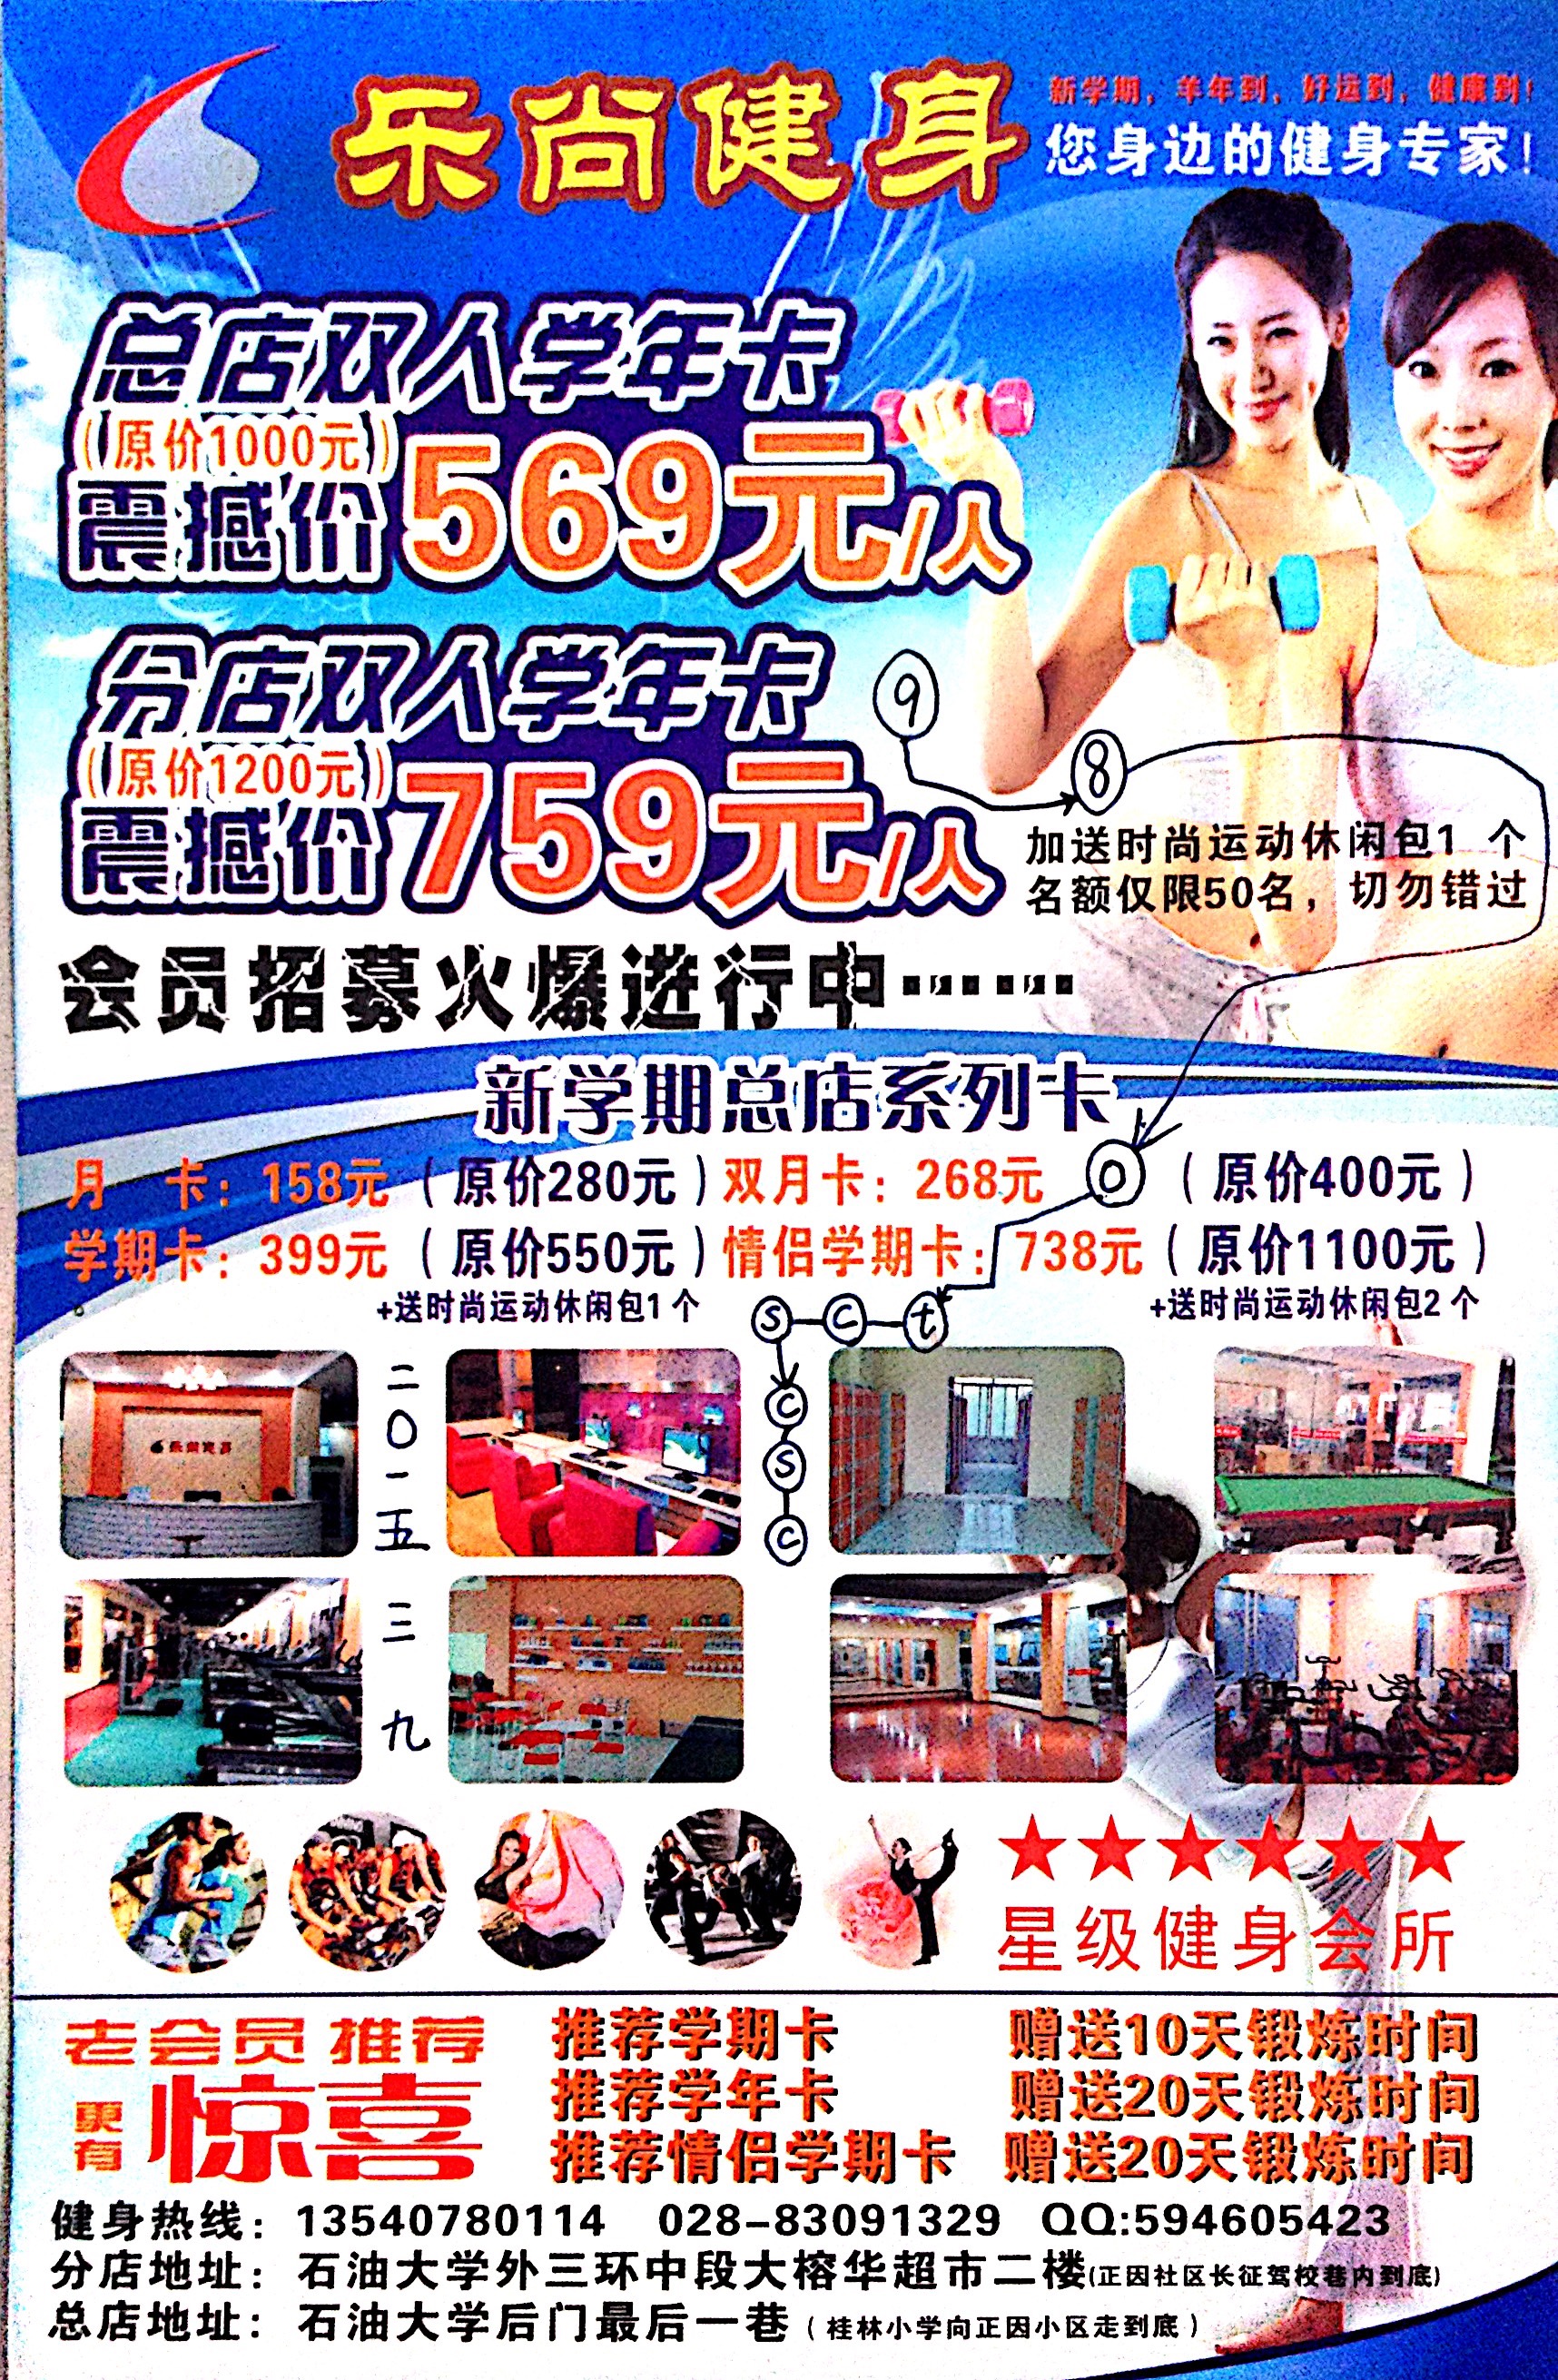 乐尚健身
新学期，羊年到，好运到，健康到！
您身边的健身专家！
总店双人学年卡
（原价1000元）
震撼价569元/人
分店双人学年卡
（原价1200元）
震撼价759元/人
9
8
加送时尚运动休闲包1 个
名额仅限50名，切勿错过
会员招募火爆进行中……
新学期总店系列卡
月 卡：158元（原价280元）双月卡：268元 0 （原价400元）
学期卡：399元（原价550元）情侣学期卡：738元（原价1100元）
+送时尚运动休闲包1个
+送时尚运动休闲包2个
S C t
C
S
C
二〇一五
三
九
乐尚健身
星级健身会所
老会员 推荐
更有
惊喜
推荐学期卡 赠送10天锻炼时间
推荐学年卡 赠送20天锻炼时间
推荐情侣学期卡 赠送20天锻炼时间
健身热线：13540780114 028-83091329 QQ:594605423
分店地址：石油大学外三环中段大榕华超市二楼(正因社区长征驾校巷内到底)
总店地址：石油大学后门最后一巷（桂林小学向正因小区走到底）